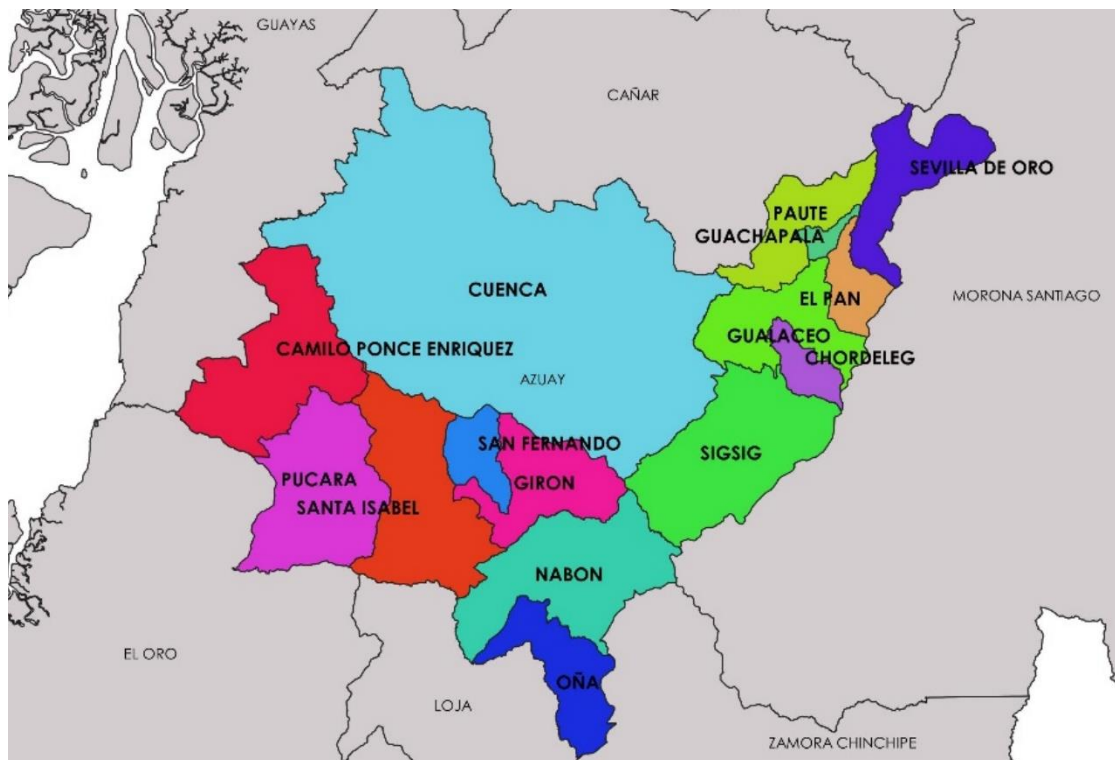 GUAYAS
CAÑAR
SEVILLA DE ORO
PAUTE
GUACHAPALA
CUENCA
EL PAN
MORONA SANTIAGO
GUALACEO
CAMILO PONCE ENRIQUEZ
CHORDELEG
AZUAY
SAN FERNANDO
SIGSIG
PUCARA
GIRON
SANTA ISABEL
NABON
EL ORO
OÑA
LOJA
ZAMORA CHINCHIPE